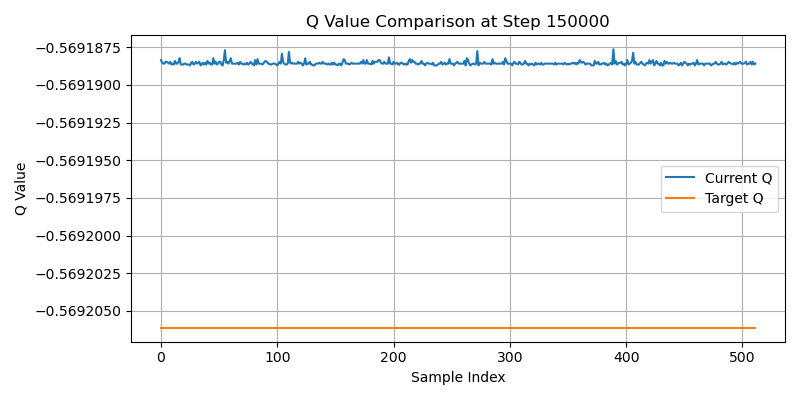 Q Value Comparison at Step 150000
Q Value
−0.5691875
−0.5691900
−0.5691925
−0.5691950
−0.5691975
−0.5692000
−0.5692025
−0.5692050
Current Q
Target Q
0 100 200 300 400 500
Sample Index